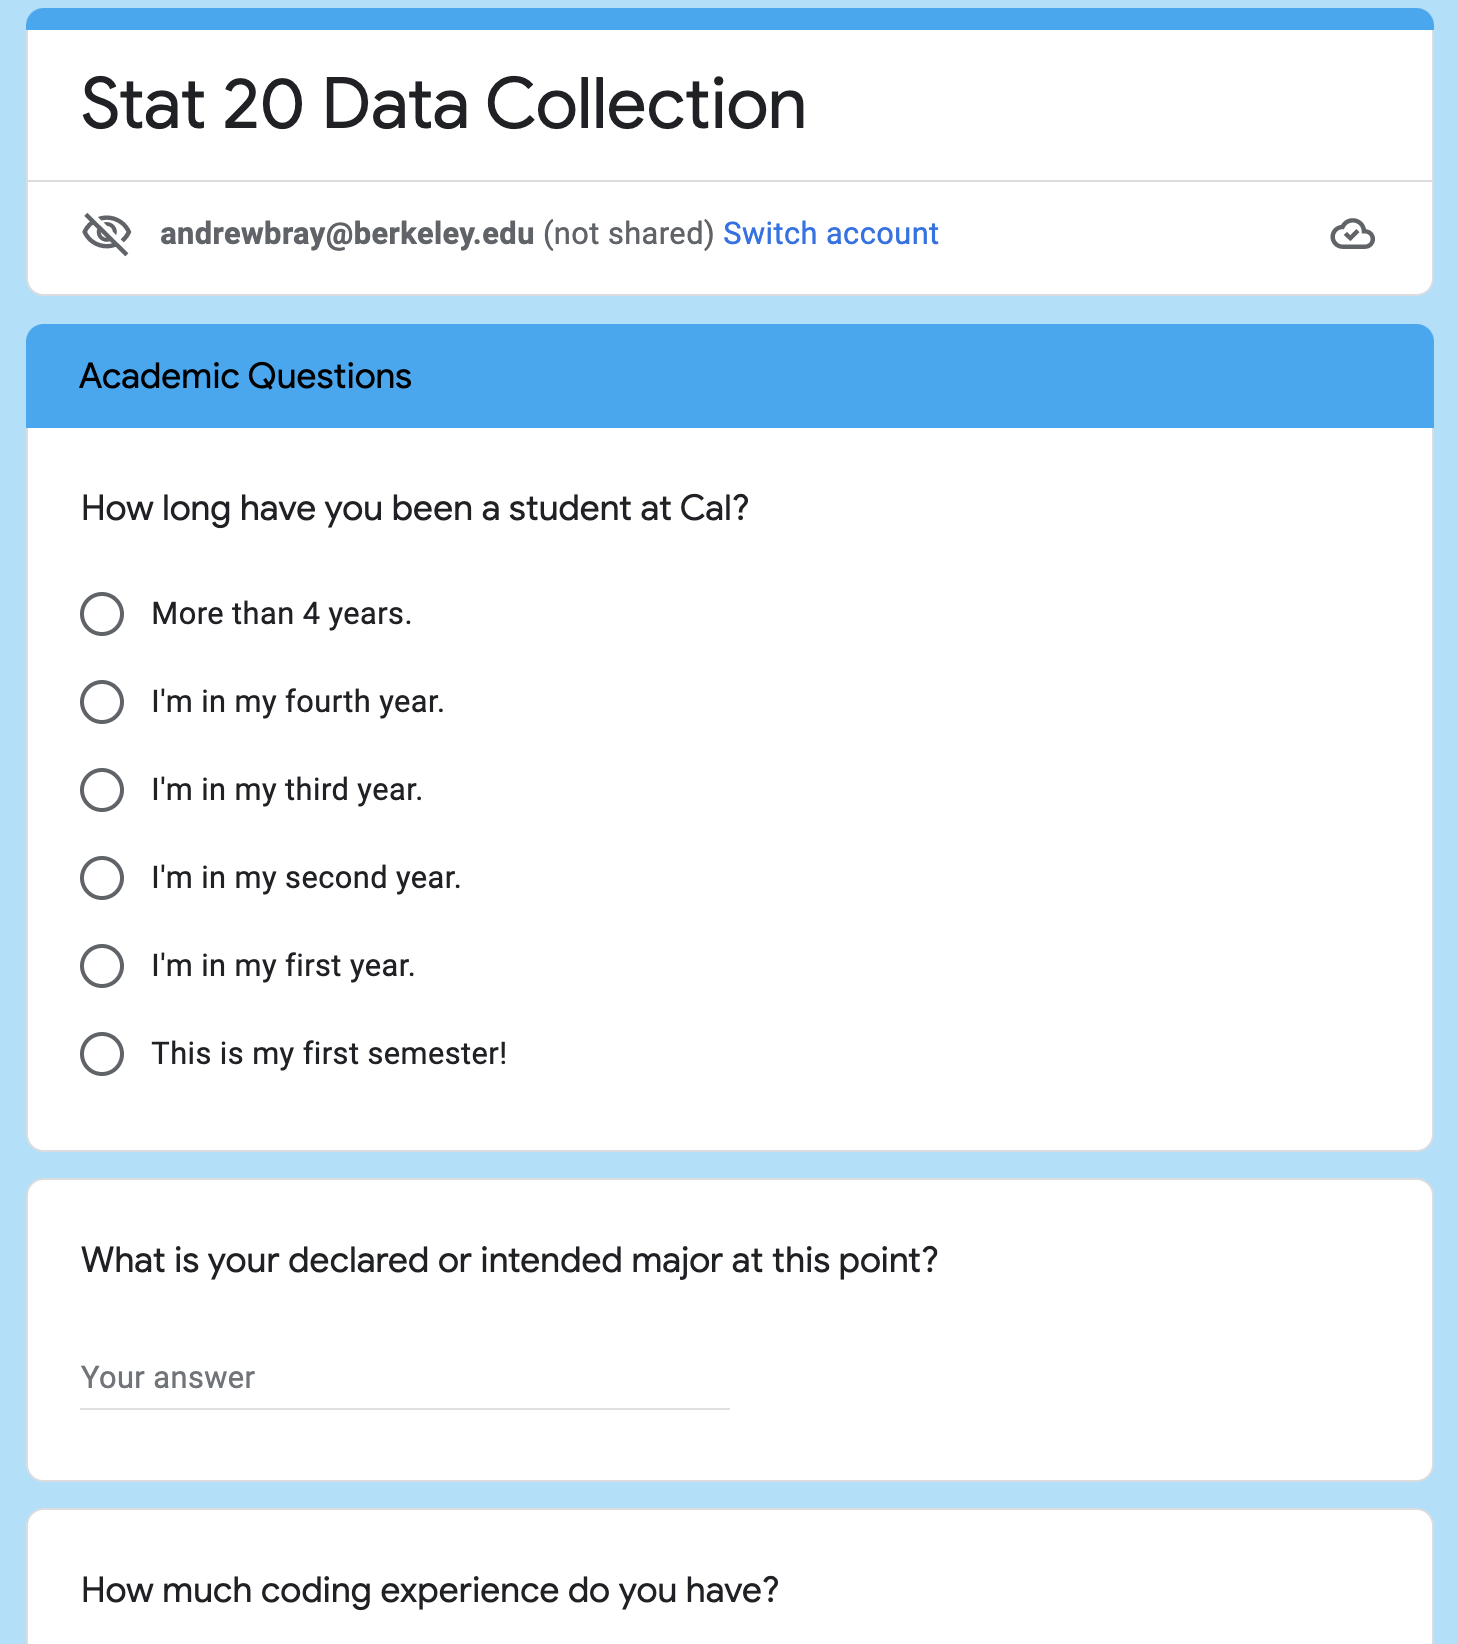 Stat 20 Data Collection
andrewbray@berkeley.edu (not shared) Switch account
Academic Questions
How long have you been a student at Cal?
More than 4 years.
I'm in my fourth year.
I'm in my third year.
I'm in my second year.
I'm in my first year.
This is my first semester!
What is your declared or intended major at this point?
Your answer
How much coding experience do you have?